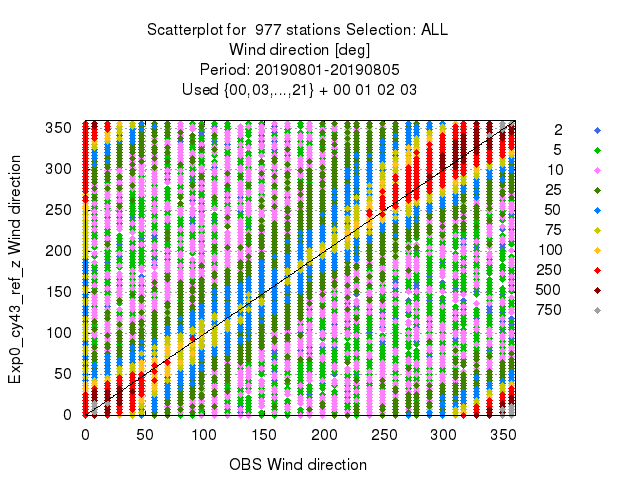 Scatterplot for  977 stations Selection: ALL
Wind direction [deg]
Period: 20190801-20190805
Used {00,03,...,21} + 00 01 02 03
Exp0_cy43_ref_z Wind direction
350
300
250
200
150
100
50
0
0 50 100 150 200 250 300 350
OBS Wind direction
2
5
10
25
50
75
100
250
500
750